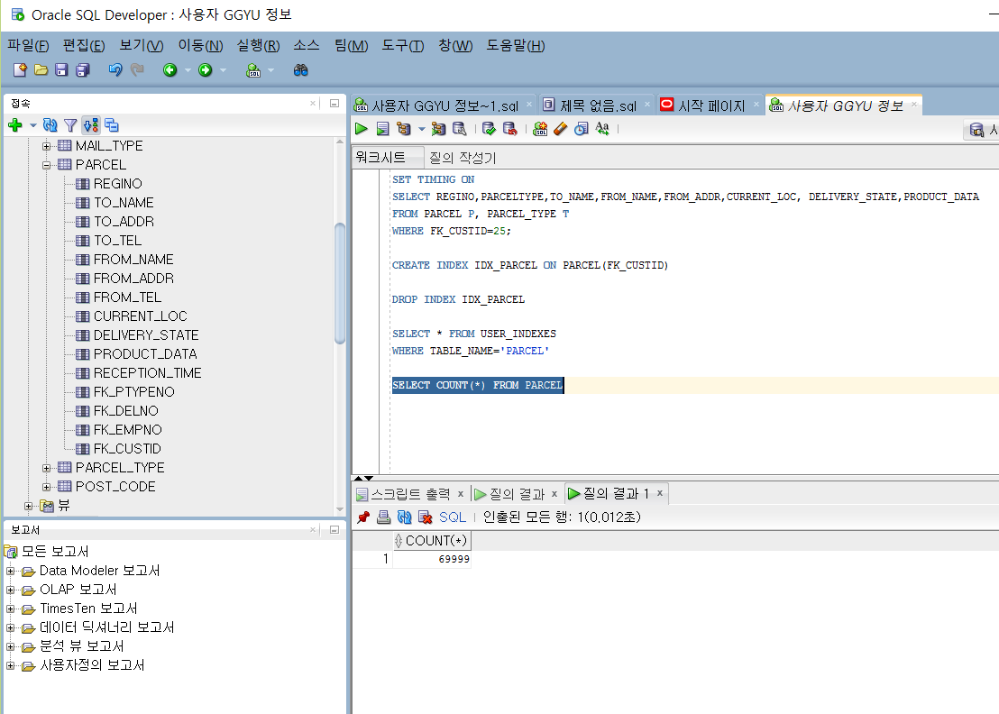 Oracle SQL Developer : 사용자 GGYU 정보
파일(F) 편집(E) 보기(V) 이동(N) 실행(R) 소스 팀(M) 도구(T) 창(W) 도움말(H)
접속
MAIL_TYPE
PARCEL
REGINO
TO_NAME
TO_ADDR
TO_TEL
FROM_NAME
FROM_ADDR
FROM_TEL
CURRENT_LOC
DELIVERY_STATE
PRODUCT_DATA
RECEPTION_TIME
FK_PTYPENO
FK_DELNO
FK_EMPNO
FK_CUSTID
PARCEL_TYPE
POST_CODE
뷰
보고서
모든 보고서
Data Modeler 보고서
OLAP 보고서
TimesTen 보고서
데이터 딕셔너리 보고서
분석 뷰 보고서
사용자정의 보고서
사용자 GGYU 정보~1.sql 제목 없음.sql 시작 페이지 사용자 GGYU 정보
사
워크시트 질의 작성기
SET TIMING ON
SELECT REGINO,PARCELTYPE,TO_NAME,FROM_NAME,FROM_ADDR,CURRENT_LOC, DELIVERY_STATE,PRODUCT_DATA
FROM PARCEL P, PARCEL_TYPE T
WHERE FK_CUSTID=25;
CREATE INDEX IDX_PARCEL ON PARCEL(FK_CUSTID)
DROP INDEX IDX_PARCEL
SELECT * FROM USER_INDEXES
WHERE TABLE_NAME='PARCEL'
SELECT COUNT(*) FROM PARCEL
스크립트 출력 x 질의 결과 x 질의 결과 1 x
SQL 인출된 모든 행: 1(0,012초)
COUNT(*)
1 69999